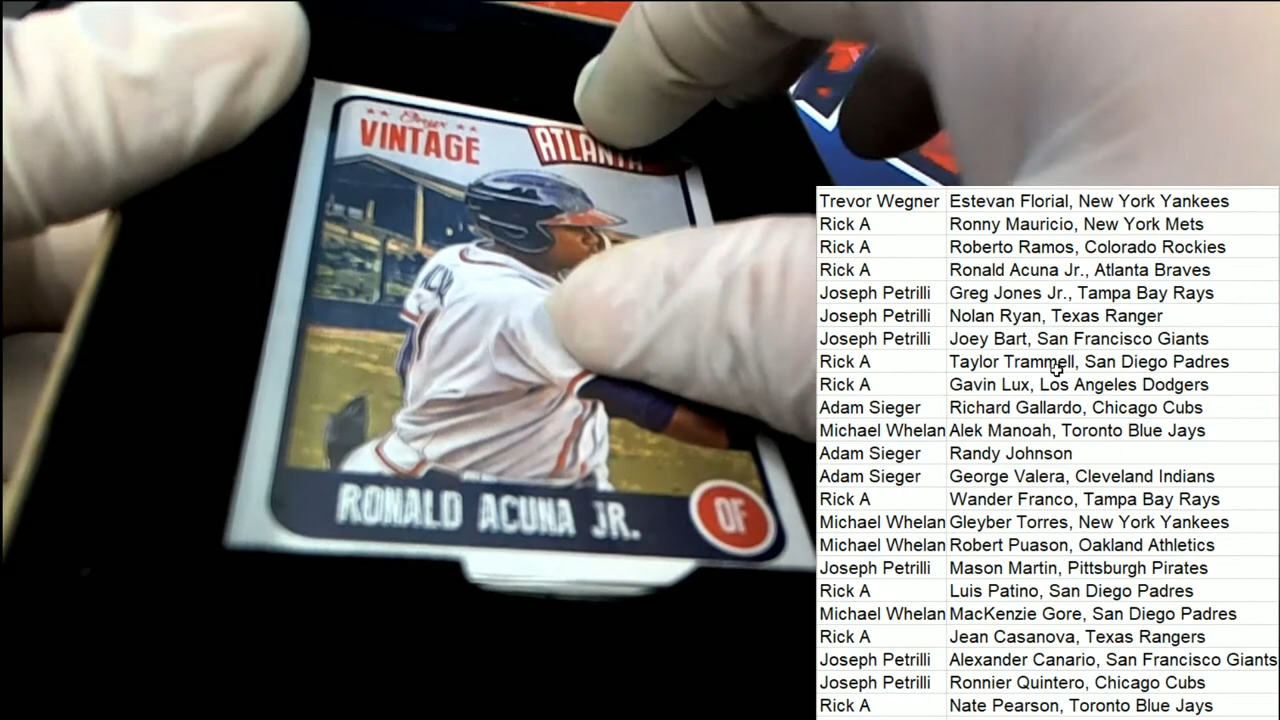 Onyx
VINTAGE
ATLANTA
RONALD ACUNA JR.
OF
Trevor Wegner Estevan Florial, New York Yankees
Rick A Ronny Mauricio, New York Mets
Rick A Roberto Ramos, Colorado Rockies
Rick A Ronald Acuna Jr., Atlanta Braves
Joseph Petrilli Greg Jones Jr., Tampa Bay Rays
Joseph Petrilli Nolan Ryan, Texas Ranger
Joseph Petrilli Joey Bart, San Francisco Giants
Rick A Taylor Trammell, San Diego Padres
Rick A Gavin Lux, Los Angeles Dodgers
Adam Sieger Richard Gallardo, Chicago Cubs
Michael Whelan Alek Manoah, Toronto Blue Jays
Adam Sieger Randy Johnson
Adam Sieger George Valera, Cleveland Indians
Rick A Wander Franco, Tampa Bay Rays
Michael Whelan Gleyber Torres, New York Yankees
Michael Whelan Robert Puason, Oakland Athletics
Joseph Petrilli Mason Martin, Pittsburgh Pirates
Rick A Luis Patino, San Diego Padres
Michael Whelan MacKenzie Gore, San Diego Padres
Rick A Jean Casanova, Texas Rangers
Joseph Petrilli Alexander Canario, San Francisco Giants
Joseph Petrilli Ronnier Quintero, Chicago Cubs
Rick A Nate Pearson, Toronto Blue Jays